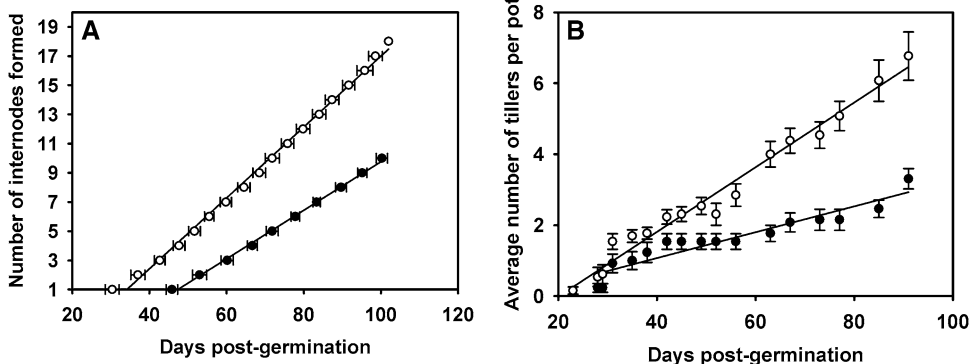 A
Number of internodes formed
19
17
15
13
11
9
7
5
3
1
20 40 60 80 100 120
Days post-germination
B
Average number of tillers per pot
8
6
4
2
0
20 40 60 80 100
Days post-germination